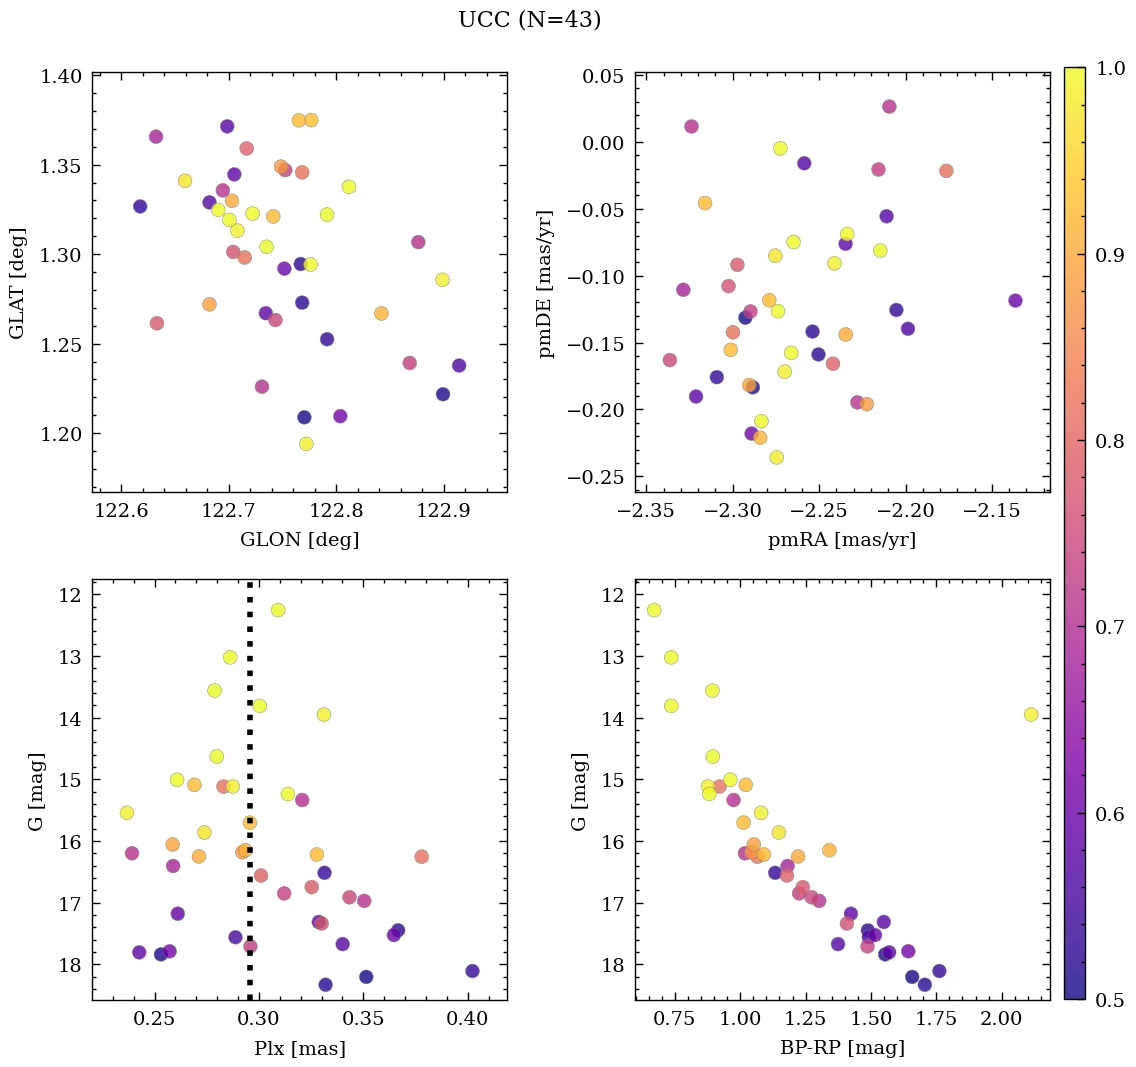 UCC (N=43)
1.40
1.35
1.30
1.25
1.20
GLAT [deg]
122.6 122.7 122.8 122.9
GLON [deg]
0.05
0.00
−0.05
−0.10
−0.15
−0.20
−0.25
pmDE [mas/yr]
−2.35 −2.30 −2.25 −2.20 −2.15
pmRA [mas/yr]
12
13
14
15
16
17
18
G [mag]
0.25 0.30 0.35 0.40
Plx [mas]
12
13
14
15
16
17
18
G [mag]
0.75 1.00 1.25 1.50 1.75 2.00
BP-RP [mag]
1.0
0.9
0.8
0.7
0.6
0.5